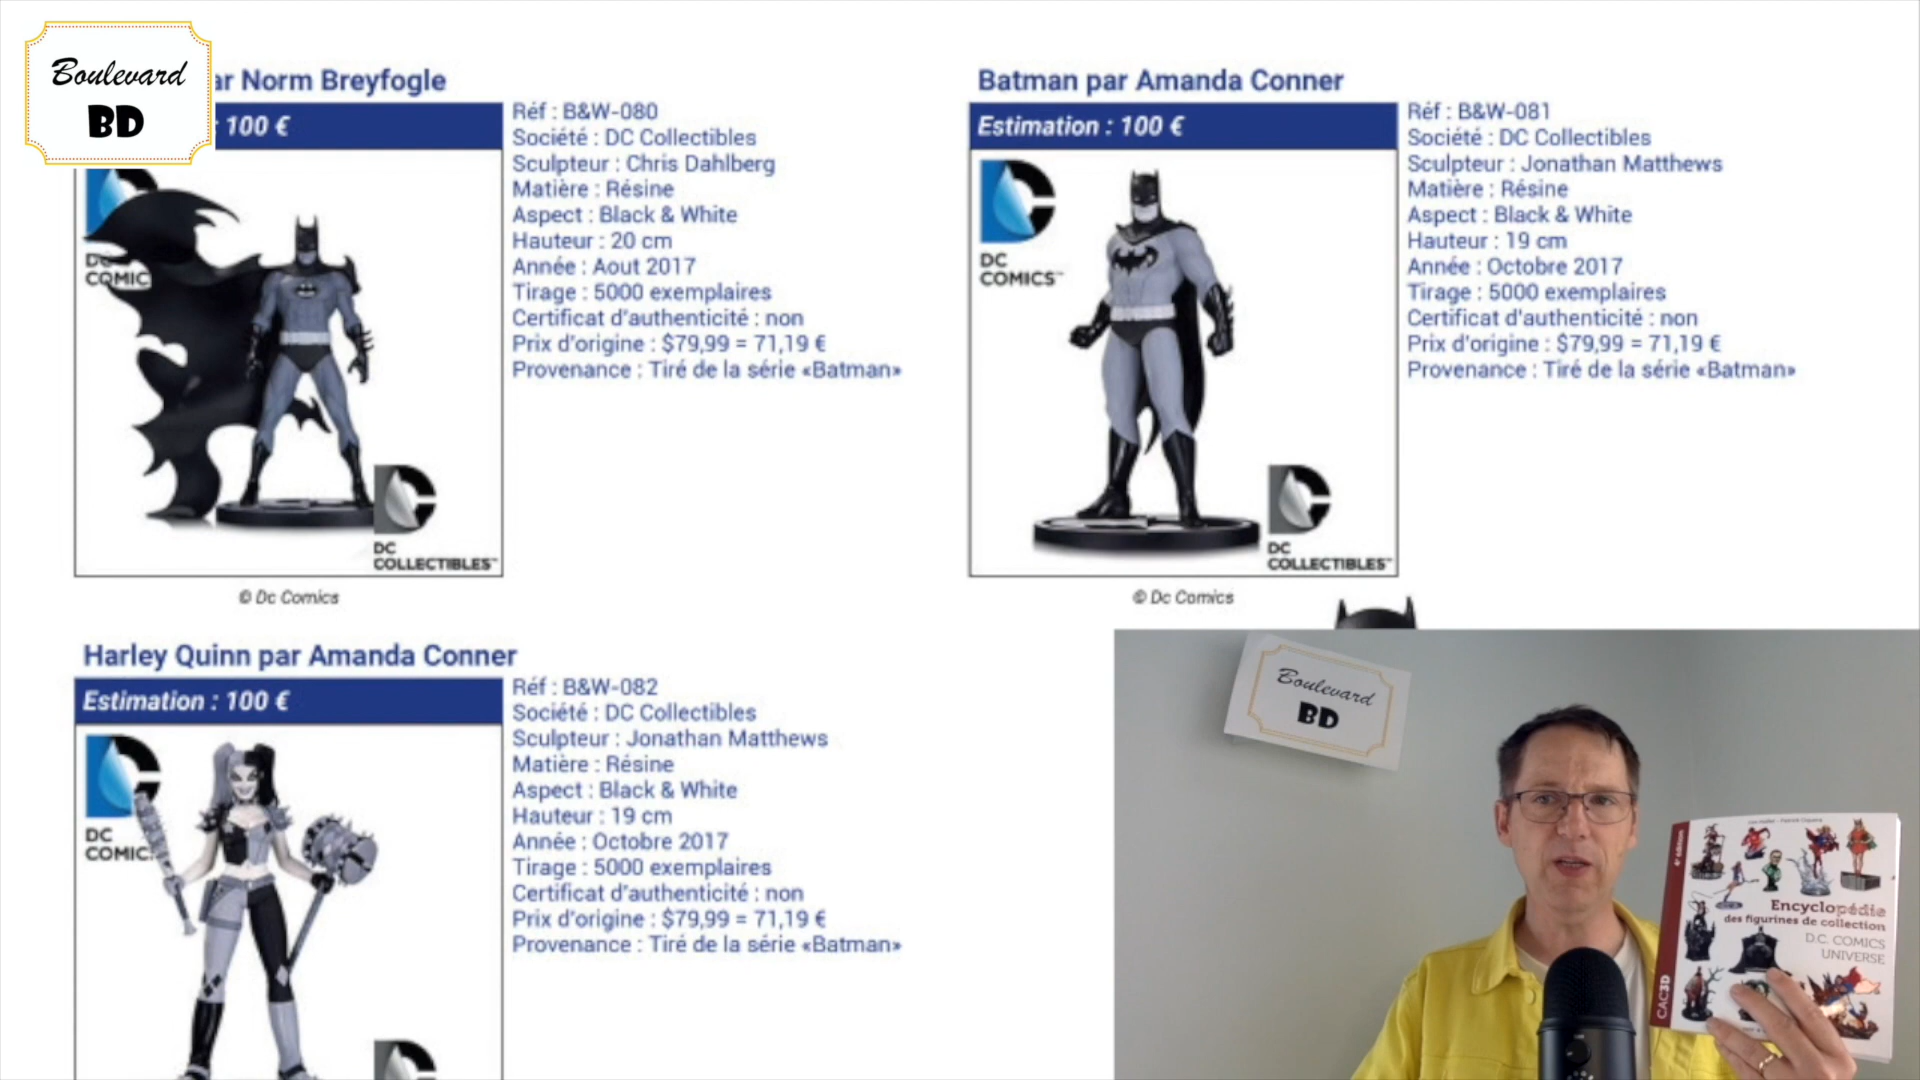 Boulevard
BD
ar Norm Breyfogle
: 100 €
Réf : B&W-080
Société : DC Collectibles
Sculpteur : Chris Dahlberg
Matière : Résine
Aspect : Black & White
Hauteur : 20 cm
Année : Aout 2017
Tirage : 5000 exemplaires
Certificat d'authenticité : non
Prix d'origine : $79,99 = 71,19 €
Provenance : Tiré de la série «Batman»
DC
COMIC
DC
COLLECTIBLES™
© Dc Comics
Batman par Amanda Conner
Estimation : 100 €
Réf : B&W-081
Société : DC Collectibles
Sculpteur : Jonathan Matthews
Matière : Résine
Aspect : Black & White
Hauteur : 19 cm
Année : Octobre 2017
Tirage : 5000 exemplaires
Certificat d'authenticité : non
Prix d'origine : $79,99 = 71,19 €
Provenance : Tiré de la série «Batman»
DC
COMICS™
DC
COLLECTIBLES™
© Dc Comics
Harley Quinn par Amanda Conner
Estimation : 100 €
Réf : B&W-082
Société : DC Collectibles
Sculpteur : Jonathan Matthews
Matière : Résine
Aspect : Black & White
Hauteur : 19 cm
Année : Octobre 2017
Tirage : 5000 exemplaires
Certificat d'authenticité : non
Prix d'origine : $79,99 = 71,19 €
Provenance : Tiré de la série «Batman»
DC
COMIC
Boulevard
BD
Encyclopédie
des figurines de collection
D.C. COMICS
UNIVERSE
CAC3D